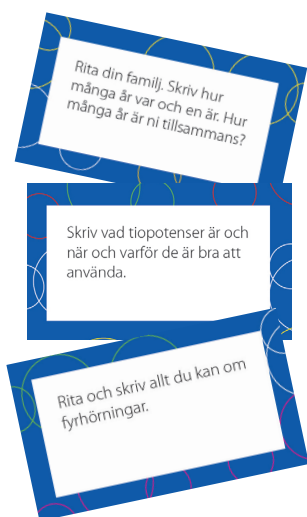 Rita din familj. Skriv hur
många år var och en är. Hur
många år är ni tillsammans?
Skriv vad tiopotenser är och
när och varför de är bra att
använda.
Rita och skriv allt du kan om
fyrhörningar.